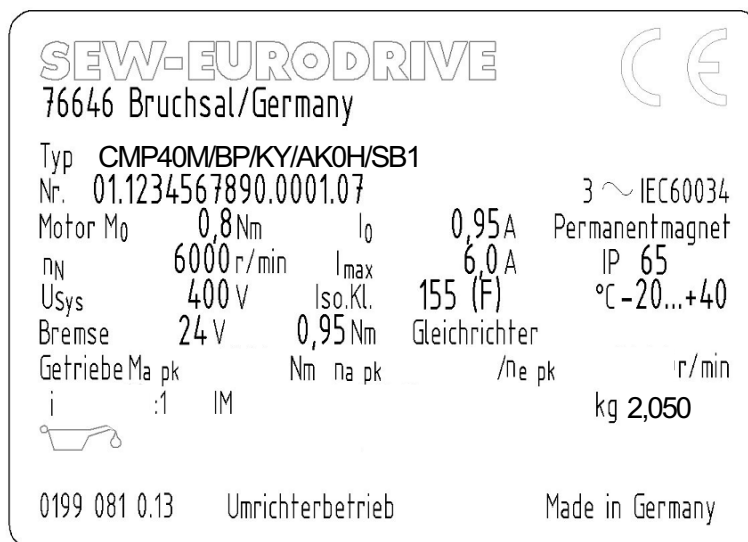 SEW-EURODRIVE CE
76646 Bruchsal/Germany
Typ CMP40M/BP/KY/AK0H/SB1
Nr. 01.1234567890.0001.07 3 ~ IEC60034
Motor M0 0,8 Nm I0 0,95 A Permanentmagnet
nN 6000 r/min Imax 6,0 A IP 65
Usys 400 V Iso.Kl. 155 (F) °C -20...+40
Bremse 24 V 0,95 Nm Gleichrichter
Getriebe Ma pk Nm na pk /ne pk r/min
i :1 IM kg 2,050
0199 081 0.13 Umrichterbetrieb Made in Germany